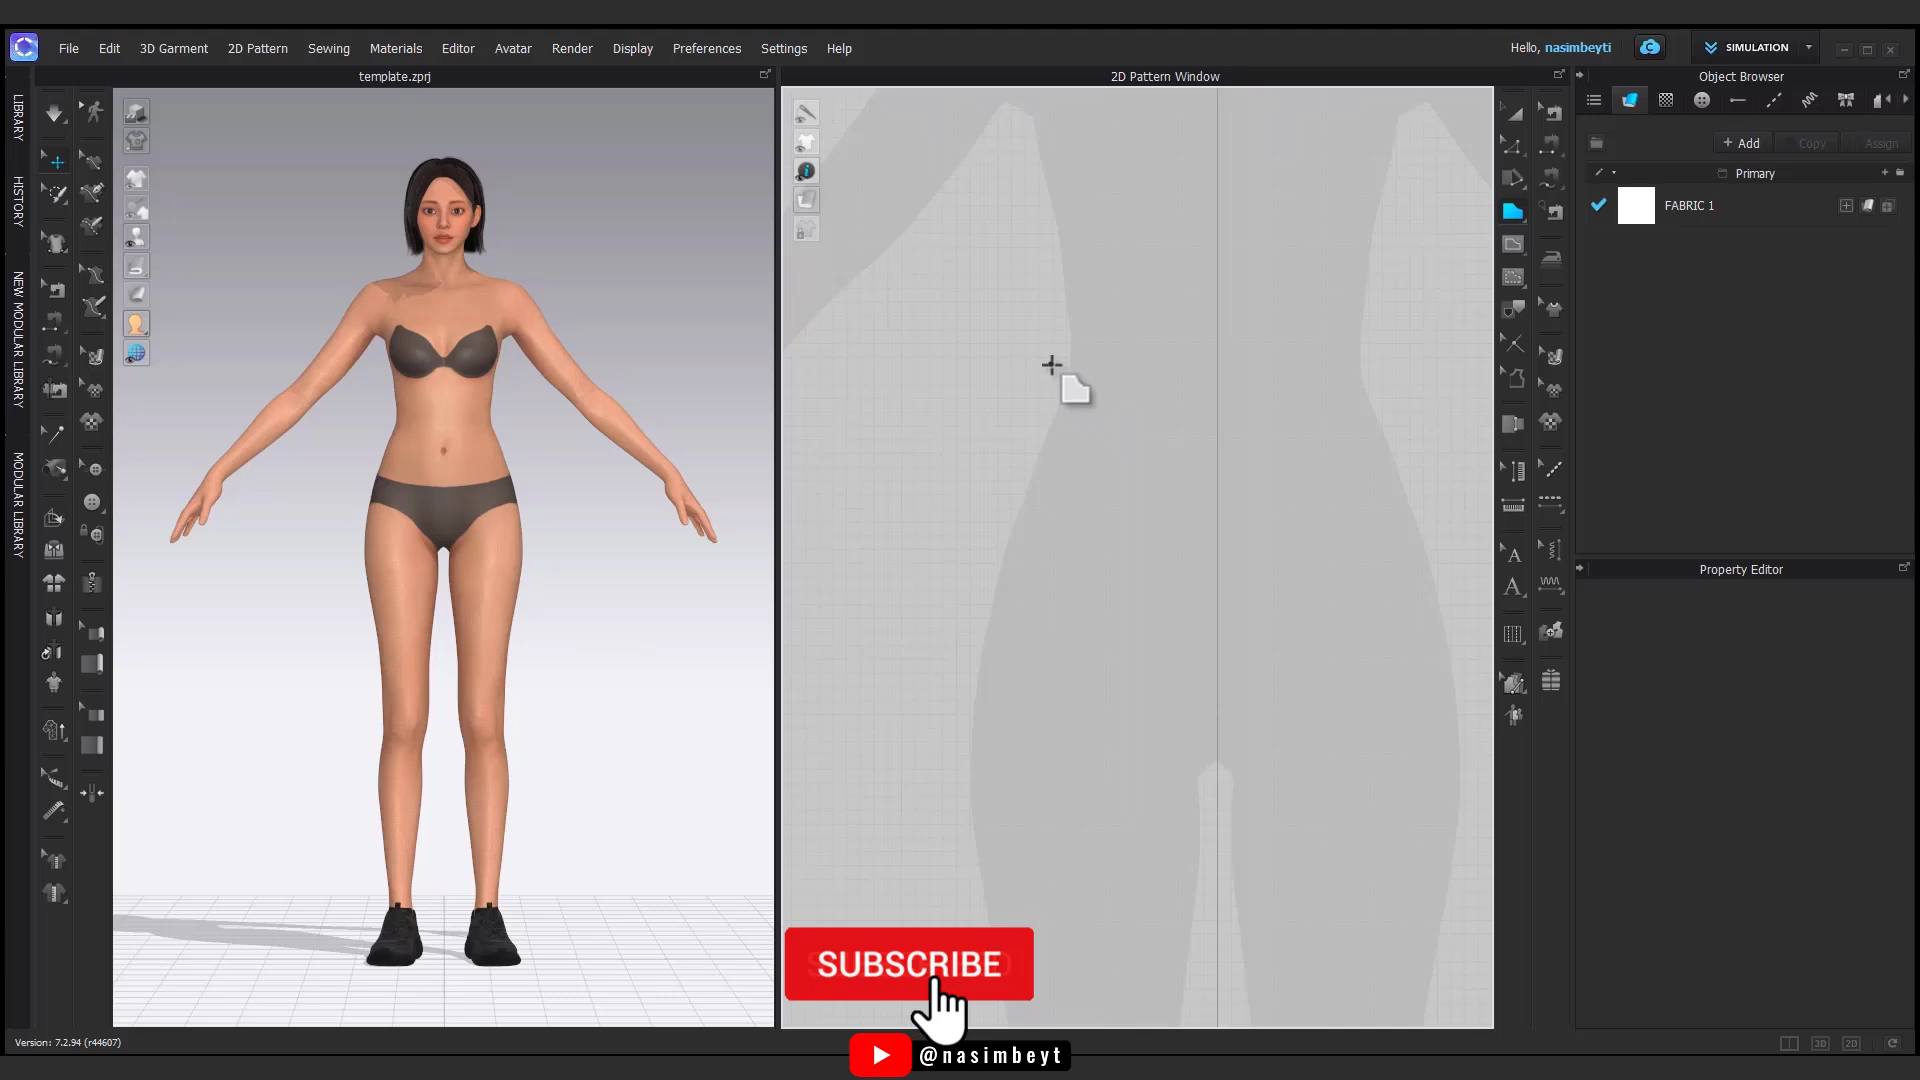 File Edit 3D Garment 2D Pattern Sewing Materials Editor Avatar Render Display Preferences Settings Help
Hello, nasimbeyti
SIMULATION
template.zprj
2D Pattern Window
Object Browser
LIBRARY
HISTORY
NEW MODULAR LIBRARY
MODULAR LIBRARY
+ Add Copy Assign
Primary
FABRIC 1
Property Editor
SUBSCRIBE
@nasimbeyt
Version: 7.2.94 (r44607)
3D 2D